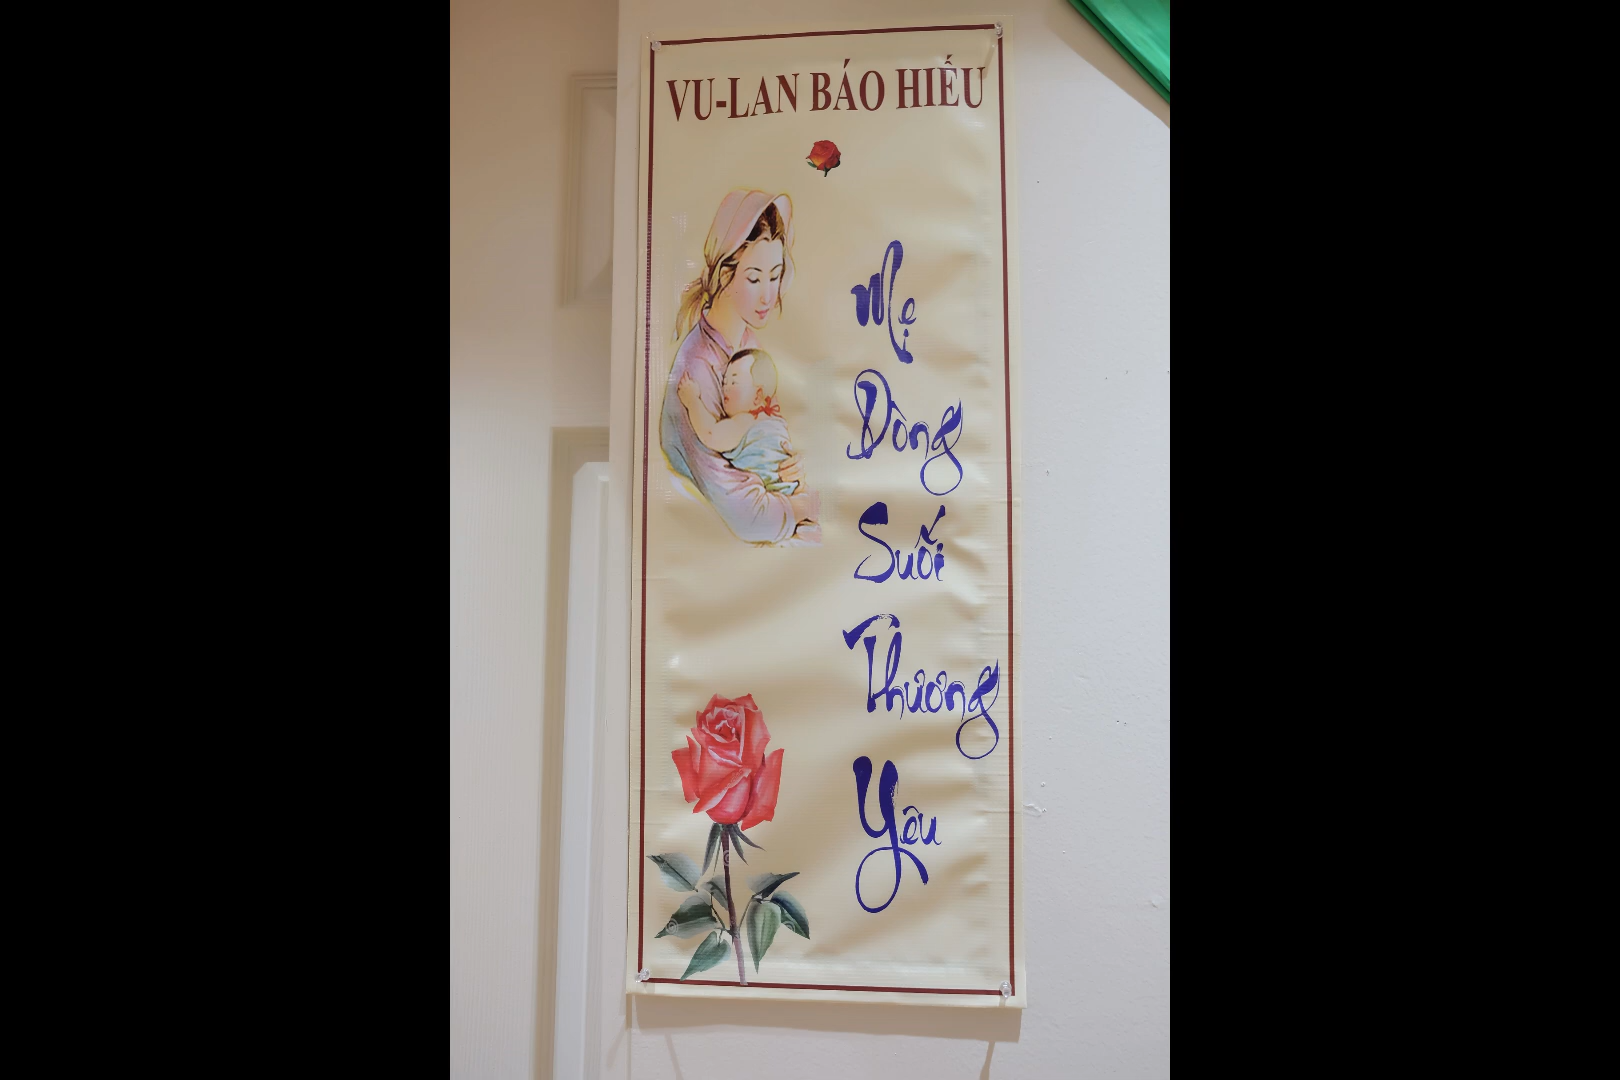 VU-LAN BÁO HIẾU
Mẹ
Dòng
Suối
Thương
Yêu